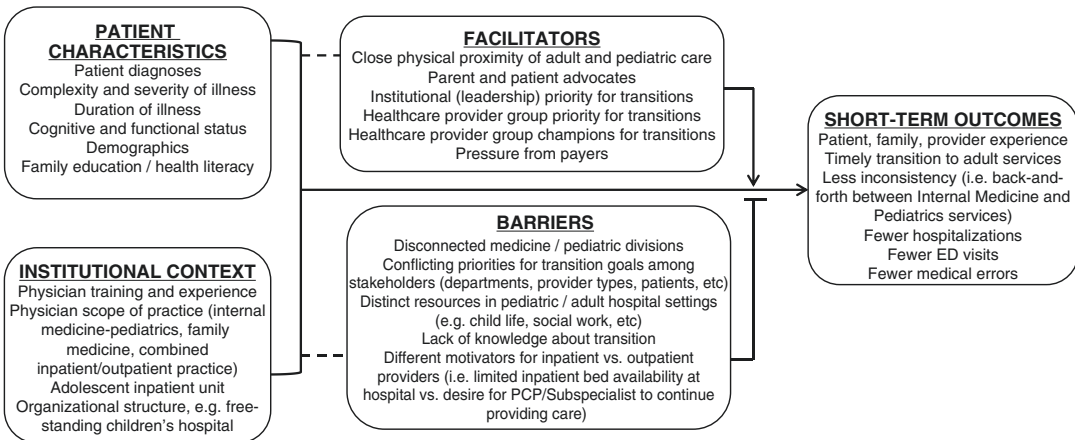 PATIENT
CHARACTERISTICS
Patient diagnoses
Complexity and severity of illness
Duration of illness
Cognitive and functional status
Demographics
Family education / health literacy
INSTITUTIONAL CONTEXT
Physician training and experience
Physician scope of practice (internal
medicine-pediatrics, family
medicine, combined
inpatient/outpatient practice)
Adolescent inpatient unit
Organizational structure, e.g. free-
standing children's hospital
FACILITATORS
Close physical proximity of adult and pediatric care
Parent and patient advocates
Institutional (leadership) priority for transitions
Healthcare provider group priority for transitions
Healthcare provider group champions for transitions
Pressure from payers
BARRIERS
Disconnected medicine / pediatric divisions
Conflicting priorities for transition goals among
stakeholders (departments, provider types, patients, etc)
Distinct resources in pediatric / adult hospital settings
(e.g. child life, social work, etc)
Lack of knowledge about transition
Different motivators for inpatient vs. outpatient
providers (i.e. limited inpatient bed availability at
hospital vs. desire for PCP/Subspecialist to continue
providing care)
SHORT-TERM OUTCOMES
Patient, family, provider experience
Timely transition to adult services
Less inconsistency (i.e. back-and-
forth between Internal Medicine and
Pediatrics services)
Fewer hospitalizations
Fewer ED visits
Fewer medical errors